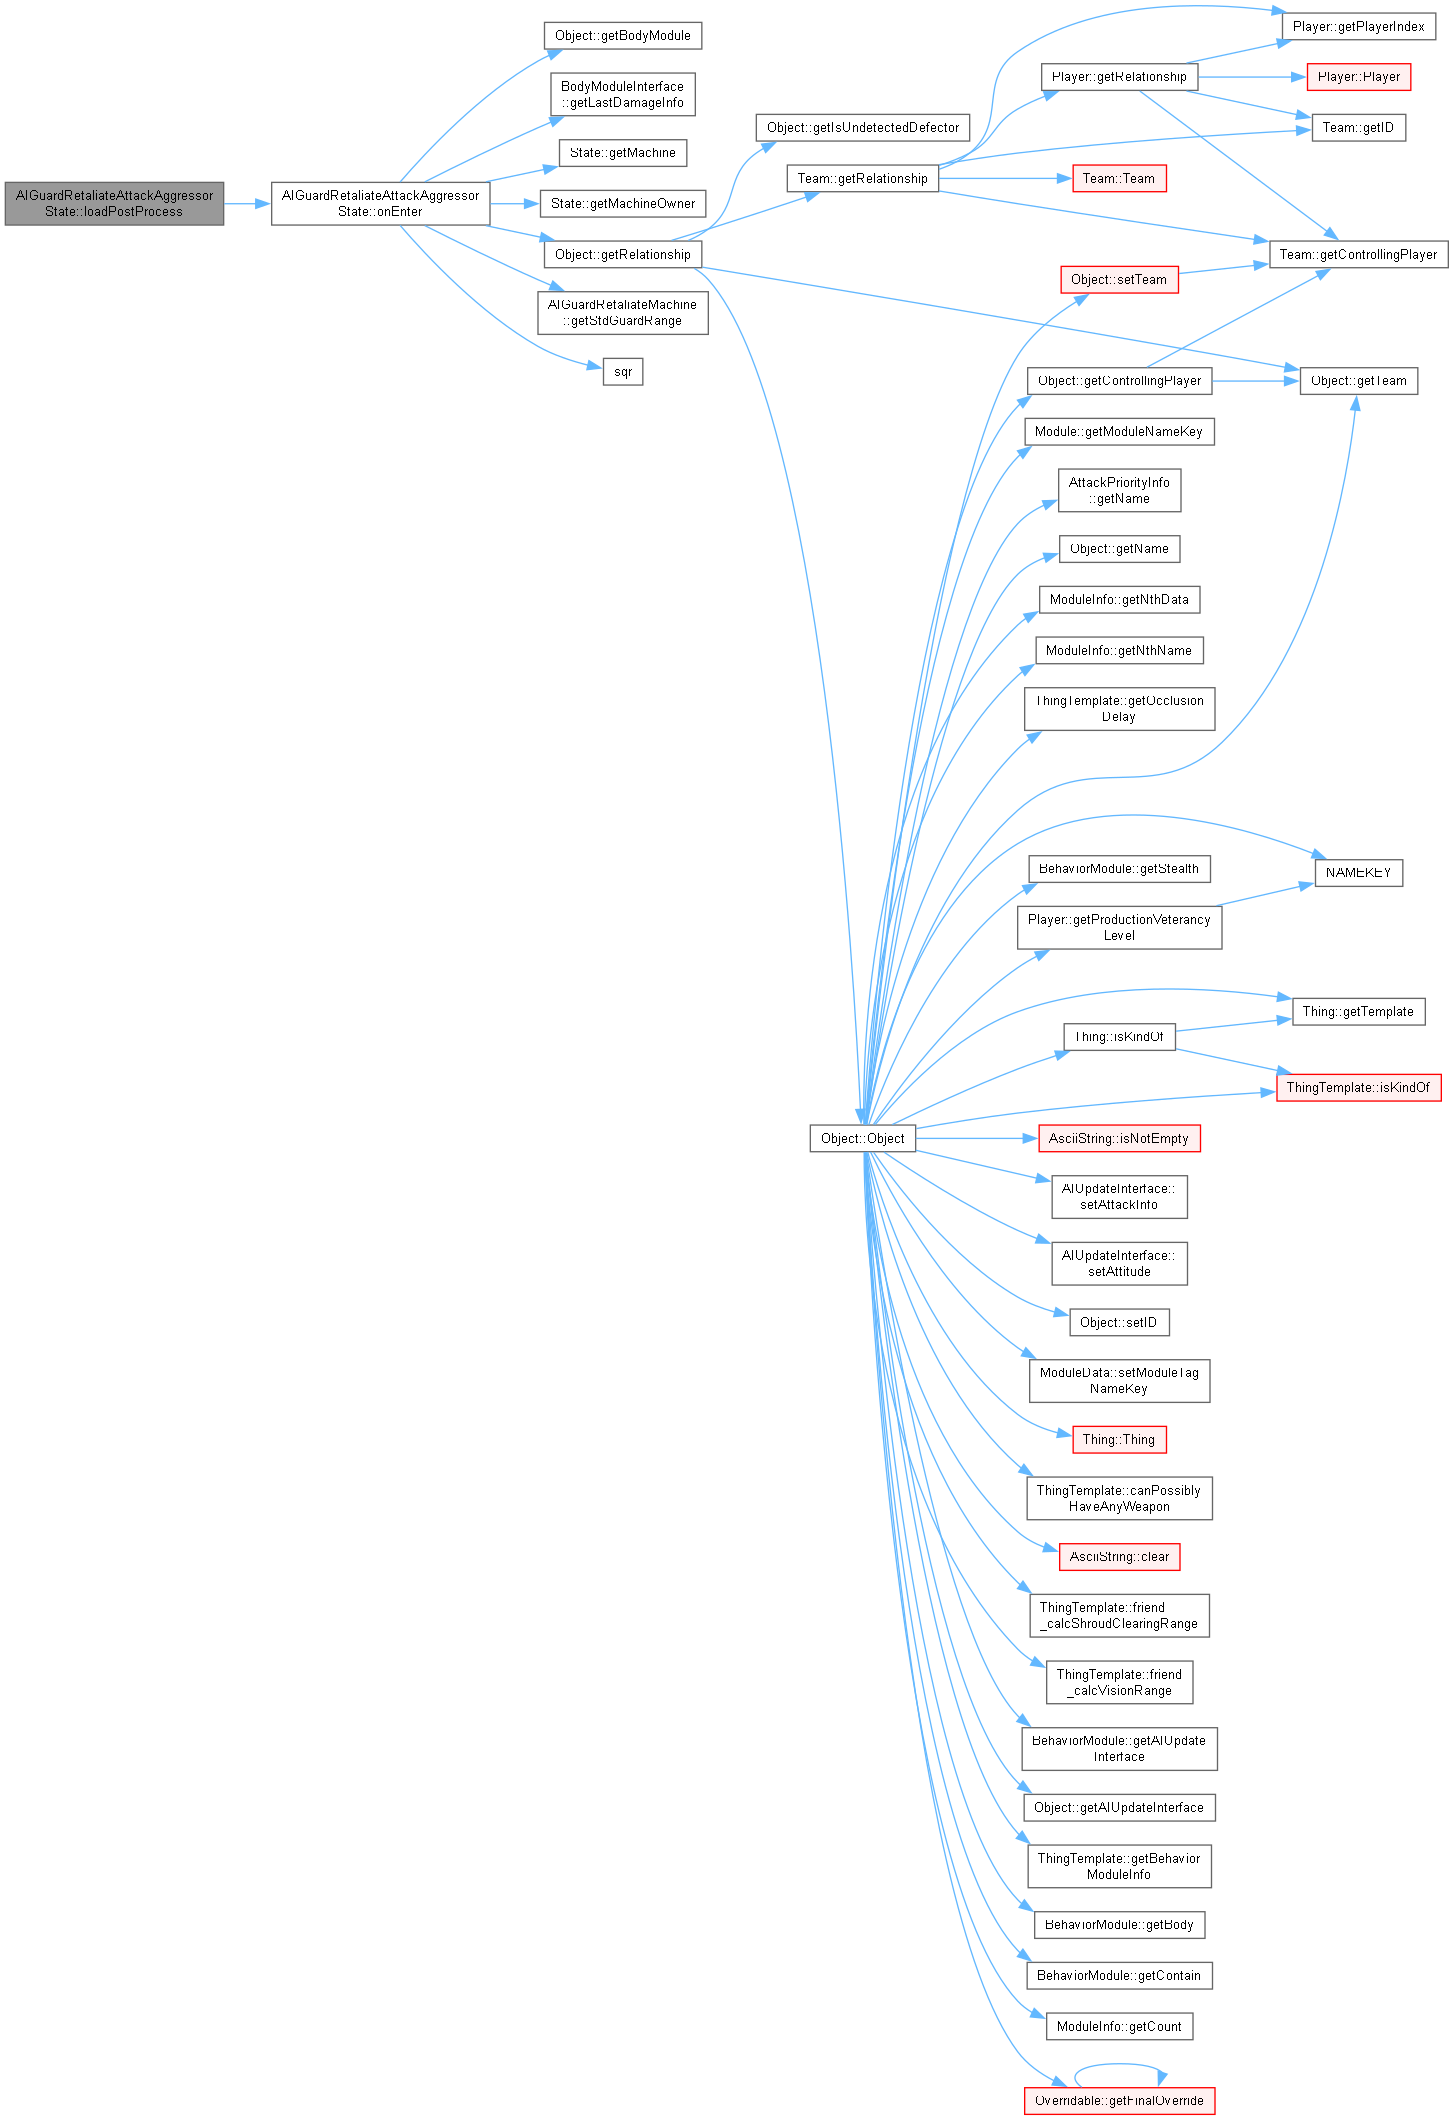 AIGuardRetaliateAttackAggressor
State::loadPostProcess
AIGuardRetaliateAttackAggressor
State::onEnter
Object::getBodyModule
BodyModuleInterface
::getLastDamageInfo
State::getMachine
State::getMachineOwner
Object::getRelationship
AIGuardRetaliateMachine
::getStdGuardRange
sqr
Object::getIsUndetectedDefector
Team::getRelationship
Object::Object
Player::getRelationship
Team::Team
Object::setTeam
Object::getControllingPlayer
Module::getModuleNameKey
AttackPriorityInfo
::getName
Object::getName
ModuleInfo::getNthData
ModuleInfo::getNthName
ThingTemplate::getOcclusion
Delay
BehaviorModule::getStealth
Player::getProductionVeterancy
Level
Thing::isKindOf
AsciiString::isNotEmpty
AIUpdateInterface::
setAttackInfo
AIUpdateInterface::
setAttitude
Object::setID
ModuleData::setModuleTag
NameKey
Thing::Thing
ThingTemplate::canPossibly
HaveAnyWeapon
AsciiString::clear
ThingTemplate::friend
_calcShroudClearingRange
ThingTemplate::friend
_calcVisionRange
BehaviorModule::getAIUpdate
Interface
Object::getAIUpdateInterface
ThingTemplate::getBehavior
ModuleInfo
BehaviorModule::getBody
BehaviorModule::getContain
ModuleInfo::getCount
Overridable::getFinalOverride
Player::getPlayerIndex
Player::Player
Team::getID
Team::getControllingPlayer
Object::getTeam
NAMEKEY
Thing::getTemplate
ThingTemplate::isKindOf